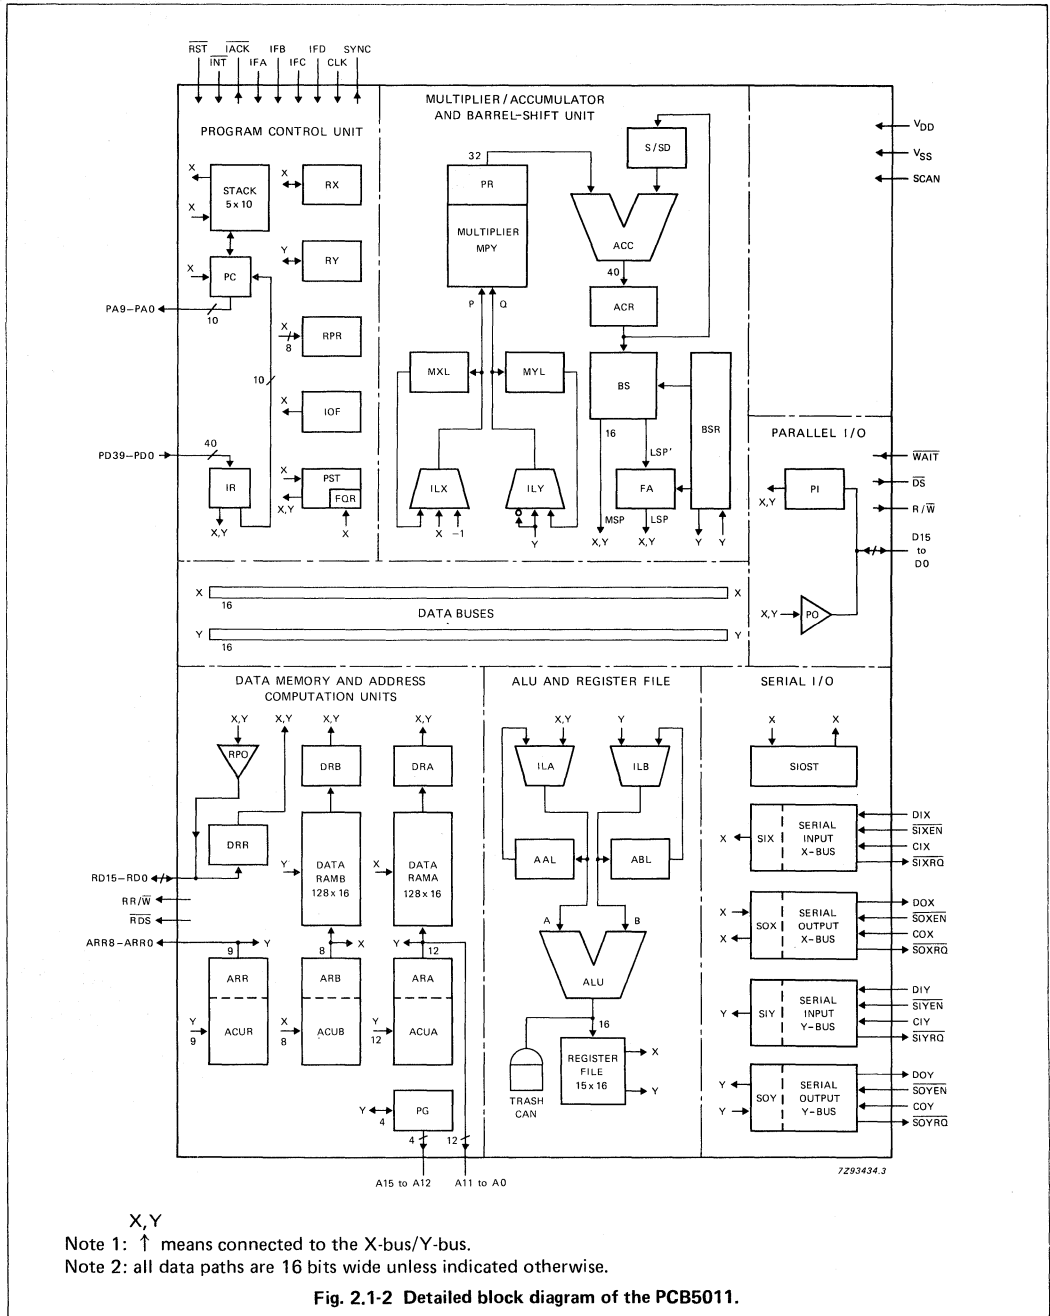 RST IACK IFB IFD SYNC
INT IFA IFC CLK
PROGRAM CONTROL UNIT
X
STACK
5 x 10
X
X
RX
Y
RY
X
PC
PA9–PA0
10
X
8
RPR
10
X
IOF
PD39–PD0
40
IR
X,Y
X
PST
X,Y
FQR
X
MULTIPLIER/ACCUMULATOR
AND BARREL-SHIFT UNIT
32
PR
MULTIPLIER
MPY
S/SD
ACC
40
ACR
P Q
MXL
MYL
BS
BSR
16
LSP'
ILX
ILY
FA
MSP
LSP
X –1
Y
X,Y
X,Y
Y Y
VDD
VSS
SCAN
PARALLEL I/O
WAIT
X,Y
PI
DS
R/W
D15
to
D0
X,Y
PO
X
16
X
DATA BUSES
Y
16
Y
DATA MEMORY AND ADDRESS
COMPUTATION UNITS
X,Y
X,Y
X,Y
X,Y
RPO
DRB
DRA
DRR
Y
DATA
RAMB
128 x 16
X
DATA
RAMA
128 x 16
RD15–RD0
RR/W
RDS
ARR8–ARR0
9
Y
8
X
Y
12
ARR
ARB
ARA
Y
9
ACUR
X
8
ACUB
Y
12
ACUA
Y
4
PG
4
12
A15 to A12
A11 to A0
ALU AND REGISTER FILE
X,Y
Y
ILA
ILB
AAL
ABL
A
B
ALU
16
REGISTER
FILE
15 x 16
X
Y
TRASH
CAN
SERIAL I/O
X
X
SIOST
X
SIX
SERIAL
INPUT
X–BUS
DIX
SIXEN
CIX
SIXRQ
X
X
SOX
SERIAL
OUTPUT
X–BUS
DOX
SOXEN
COX
SOXRQ
Y
SIY
SERIAL
INPUT
Y–BUS
DIY
SIYEN
CIY
SIYRQ
Y
Y
SOY
SERIAL
OUTPUT
Y–BUS
DOY
SOYEN
COY
SOYRQ
7Z93434.3
X,Y
Note 1: ↑ means connected to the X-bus/Y-bus.
Note 2: all data paths are 16 bits wide unless indicated otherwise.
Fig. 2.1-2 Detailed block diagram of the PCB5011.